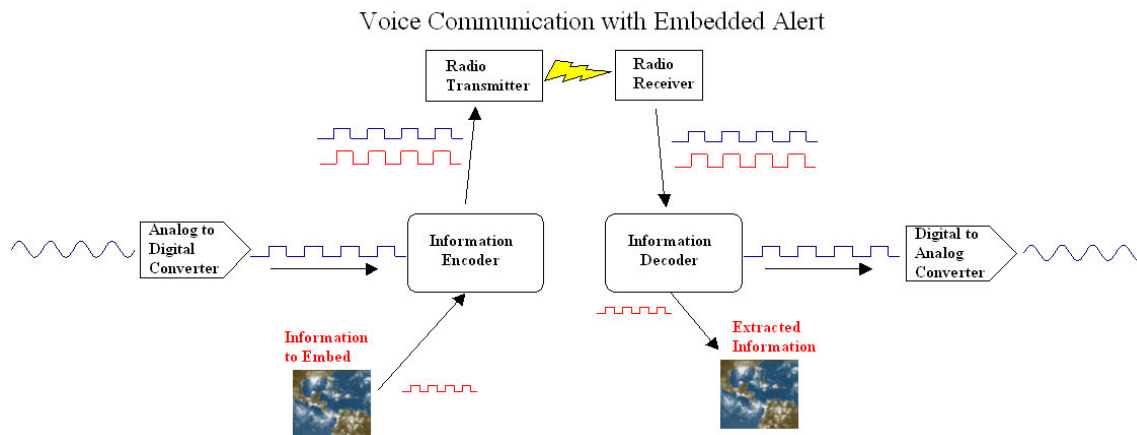 Voice Communication with Embedded Alert
Radio
Transmitter
Radio
Receiver
Analog to
Digital
Converter
Information
Encoder
Information
Decoder
Digital to
Analog
Converter
Information
to Embed
Extracted
Information